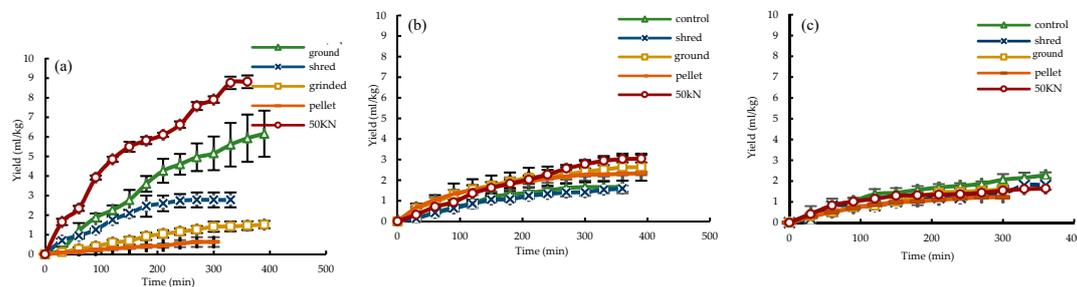 (a)
Yield (ml/kg)
10
9
8
7
6
5
4
3
2
1
0
0
100
200
300
400
500
Time (min)
ground
shred
grinded
pellet
50KN
(b)
Yield (ml/kg)
10
9
8
7
6
5
4
3
2
1
0
0
100
200
300
400
500
Time (min)
control
shred
ground
pellet
50kN
(c)
Yield (ml/kg)
10
9
8
7
6
5
4
3
2
1
0
0
100
200
300
400
Time (min)
control
shred
ground
pellet
50KN